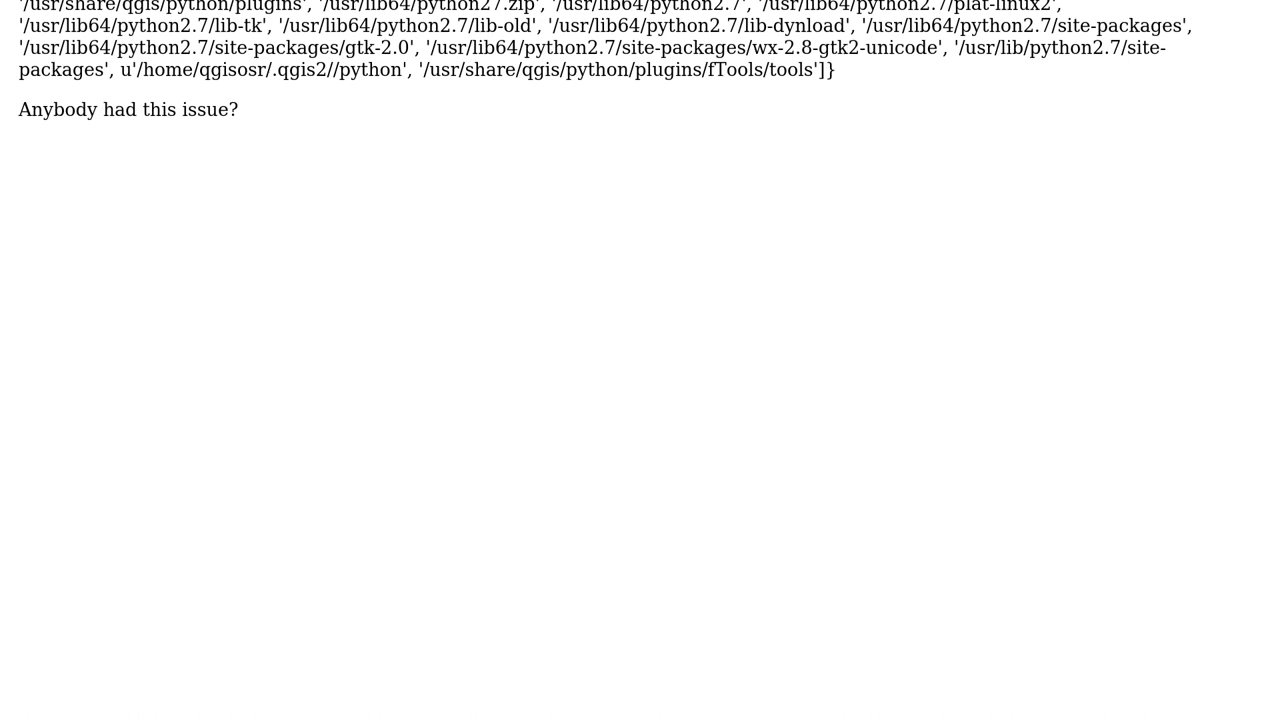 '/usr/share/qgis/python/plugins', '/usr/lib64/python27.zip', '/usr/lib64/python2.7', '/usr/lib64/python2.7/plat-linux2',
'/usr/lib64/python2.7/lib-tk', '/usr/lib64/python2.7/lib-old', '/usr/lib64/python2.7/lib-dynload', '/usr/lib64/python2.7/site-packages',
'/usr/lib64/python2.7/site-packages/gtk-2.0', '/usr/lib64/python2.7/site-packages/wx-2.8-gtk2-unicode', '/usr/lib/python2.7/site-
packages', u'/home/qgisosr/.qgis2//python', '/usr/share/qgis/python/plugins/fTools/tools']}
Anybody had this issue?